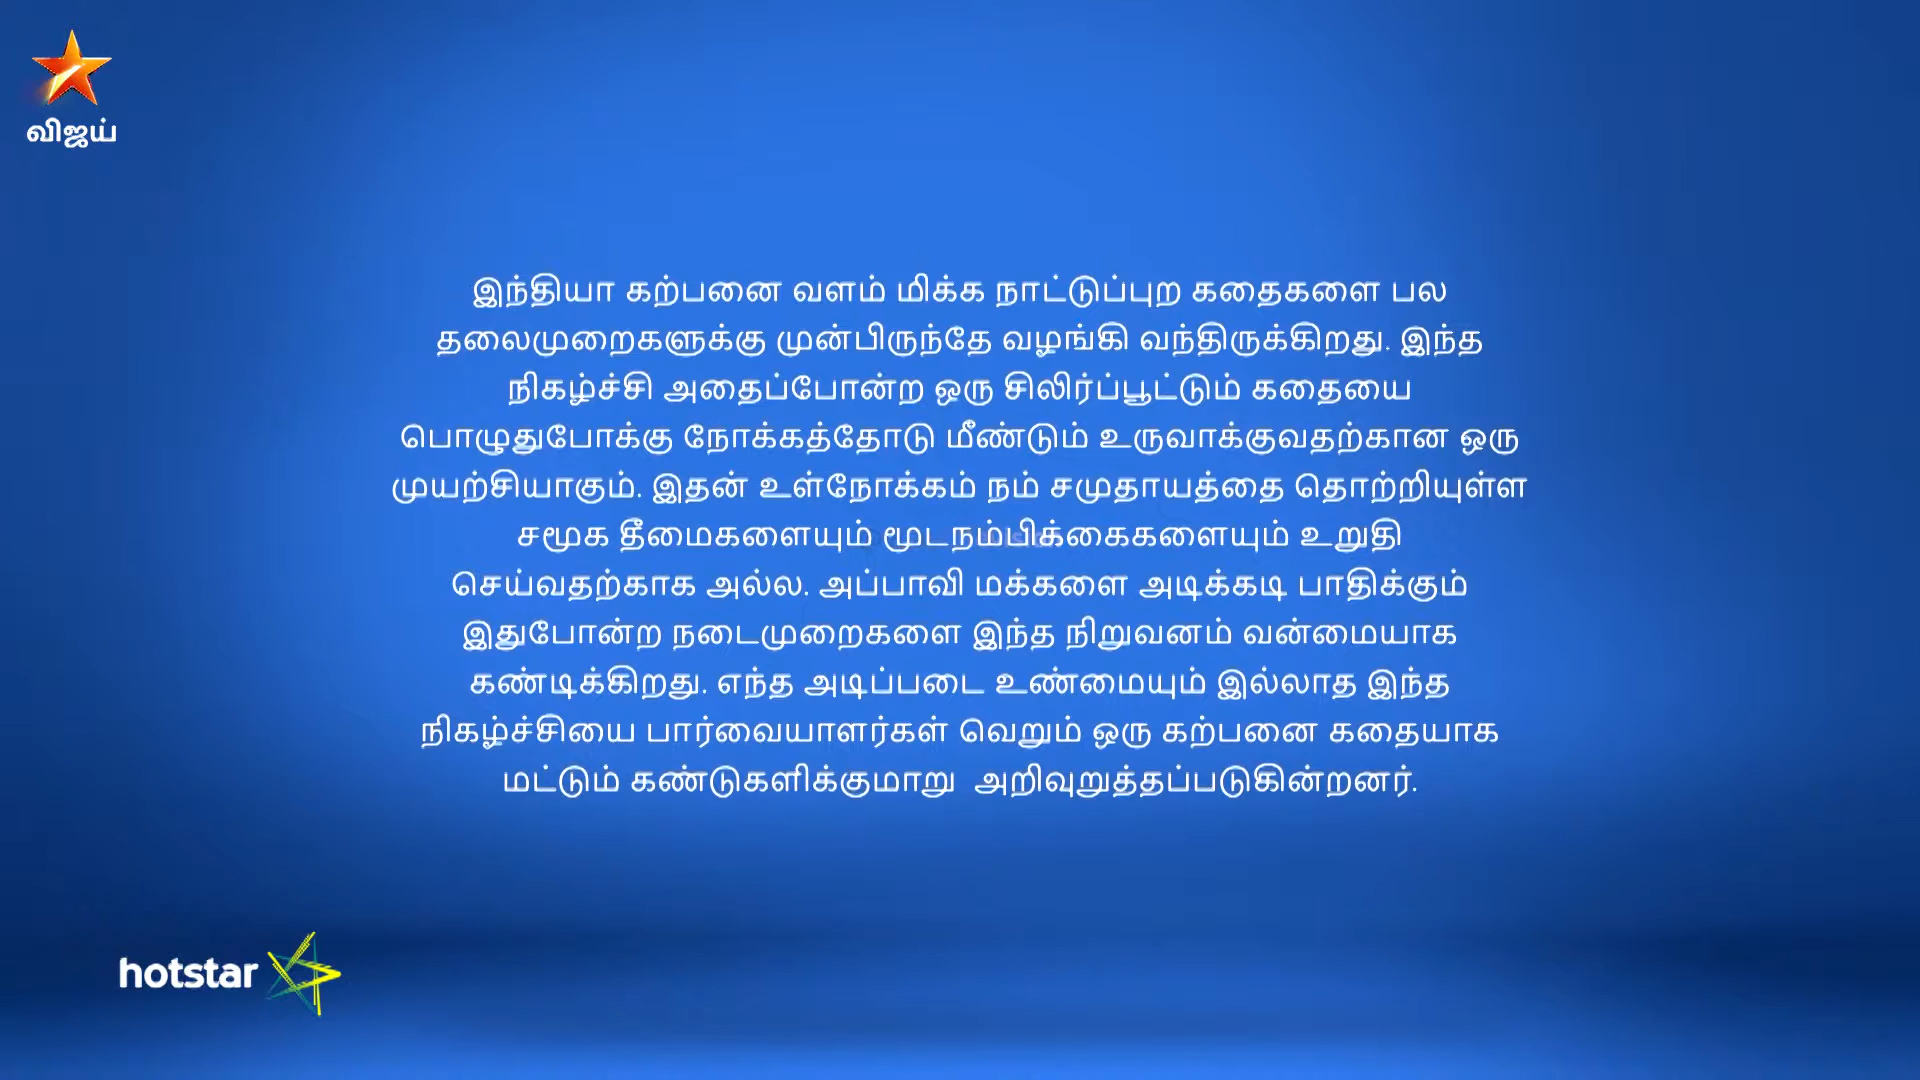 விஜய்
இந்தியா கற்பனை வளம் மிக்க நாட்டுப்புற கதைகளை பல
தலைமுறைகளுக்கு முன்பிருந்தே வழங்கி வந்திருக்கிறது. இந்த
நிகழ்ச்சி அதைப்போன்ற ஒரு சிலிர்ப்பூட்டும் கதையை
பொழுதுபோக்கு நோக்கத்தோடு மீண்டும் உருவாக்குவதற்கான ஒரு
முயற்சியாகும். இதன் உள்நோக்கம் நம் சமுதாயத்தை தொற்றியுள்ள
சமூக தீமைகளையும் மூடநம்பிக்கைகளையும் உறுதி
செய்வதற்காக அல்ல. அப்பாவி மக்களை அடிக்கடி பாதிக்கும்
இதுபோன்ற நடைமுறைகளை இந்த நிறுவனம் வன்மையாக
கண்டிக்கிறது. எந்த அடிப்படை உண்மையும் இல்லாத இந்த
நிகழ்ச்சியை பார்வையாளர்கள் வெறும் ஒரு கற்பனை கதையாக
மட்டும் கண்டுகளிக்குமாறு அறிவுறுத்தப்படுகின்றனர்.
hotstar